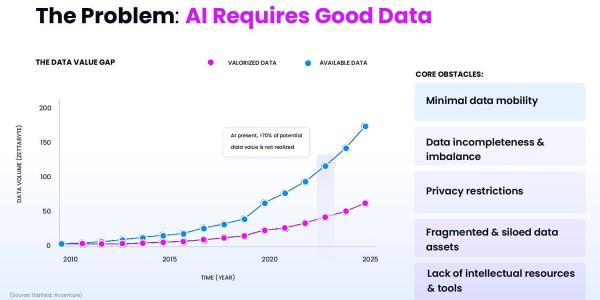 The Problem: AI Requires Good Data
THE DATA VALUE GAP
VALORIZED DATA
AVAILABLE DATA
DATA VOLUME (ZETTABYTE)
200
150
100
50
0
At present, >70% of potential
data value is not realized
2010
2015
2020
2025
TIME (YEAR)
CORE OBSTACLES:
Minimal data mobility
Data incompleteness &
imbalance
Privacy restrictions
Fragmented & siloed data
assets
Lack of intellectual resources
& tools
(Source: Statista; Accenture)